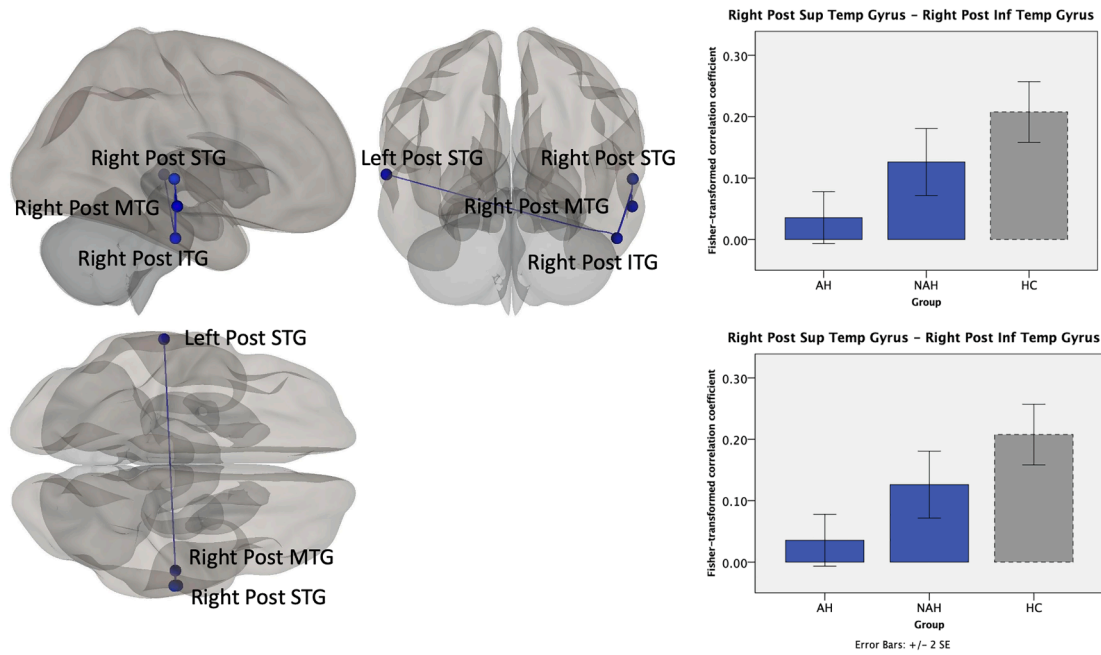 Right Post STG
Right Post MTG
Right Post ITG
Left Post STG
Right Post STG
Right Post MTG
Right Post ITG
Right Post Sup Temp Gyrus – Right Post Inf Temp Gyrus
Fisher-transformed correlation coefficient
0.30
0.20
0.10
0.00
AH
NAH
HC
Group
Left Post STG
Right Post MTG
Right Post STG
Right Post Sup Temp Gyrus – Right Post Inf Temp Gyrus
Fisher-transformed correlation coefficient
0.30
0.20
0.10
0.00
AH
NAH
HC
Group
Error Bars: +/- 2 SE